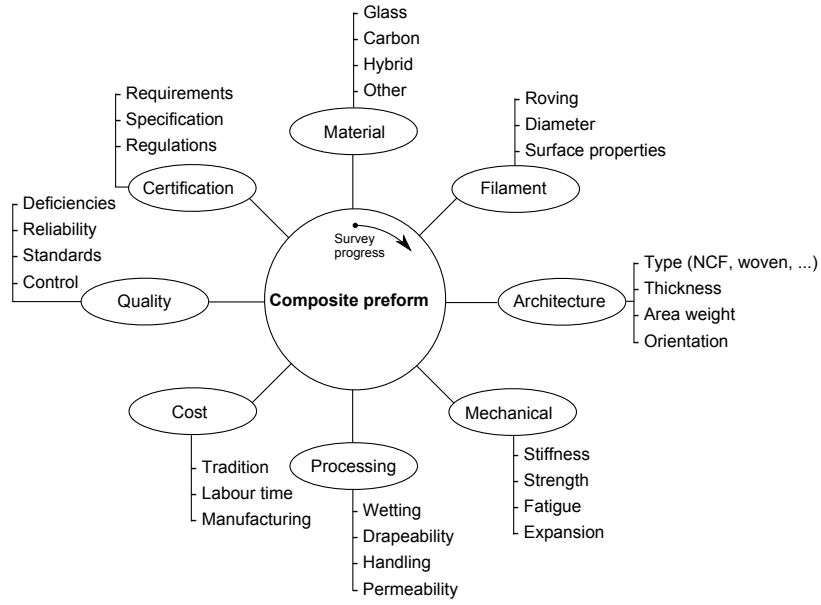 Glass
Carbon
Hybrid
Other
Material
Roving
Diameter
Surface properties
Filament
Type (NCF, woven, ...)
Thickness
Area weight
Orientation
Architecture
Mechanical
Stiffness
Strength
Fatigue
Expansion
Processing
Wetting
Drapeability
Handling
Permeability
Cost
Tradition
Labour time
Manufacturing
Deficiencies
Reliability
Standards
Control
Quality
Requirements
Specification
Regulations
Certification
Survey
progress
Composite preform